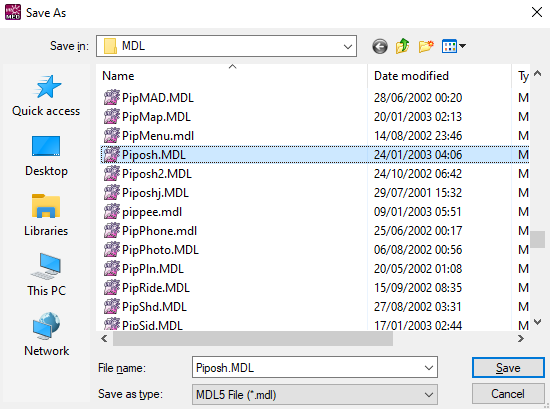 Save As
Save in: MDL
Name Date modified Ty
PipMAD.MDL 28/06/2002 00:20 M
PipMap.MDL 20/01/2003 02:13 M
PipMenu.mdl 14/08/2002 23:46 M
Piposh.MDL 24/01/2003 04:06 M
Piposh2.MDL 24/10/2002 06:42 M
Piposhj.MDL 29/07/2001 15:32 M
pippee.mdl 09/01/2003 05:51 M
PipPhone.mdl 25/06/2002 00:17 M
PipPhoto.MDL 06/08/2002 00:56 M
PipPln.MDL 20/05/2002 01:08 M
PipRide.MDL 15/09/2002 08:35 M
PipShd.MDL 27/08/2002 03:31 M
PipSid.MDL 17/01/2003 02:44 M
Quick access
Desktop
Libraries
This PC
Network
File name: Piposh.MDL Save
Save as type: MDL5 File (*.mdl) Cancel